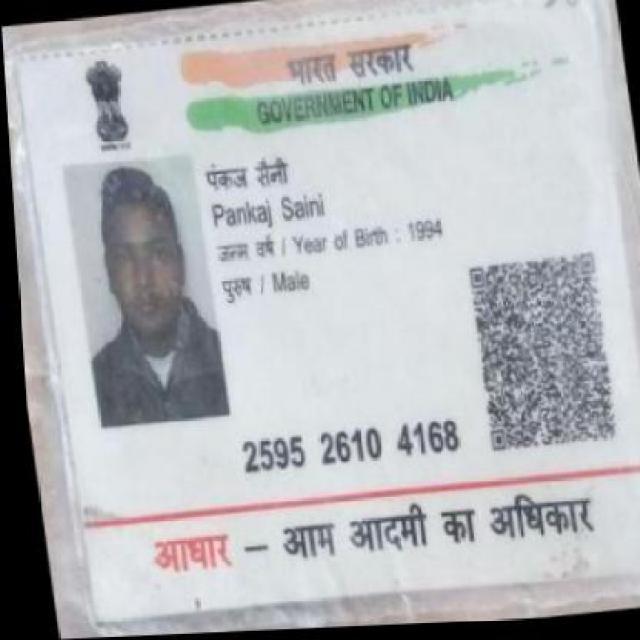 भारत सरकार
GOVERNMENT OF INDIA
पंकज सैनी
Pankaj Saini
जन्म वर्ष / Year of Birth : 1994
पुरुष / Male
2595 2610 4168
आधार – आम आदमी का अधिकार